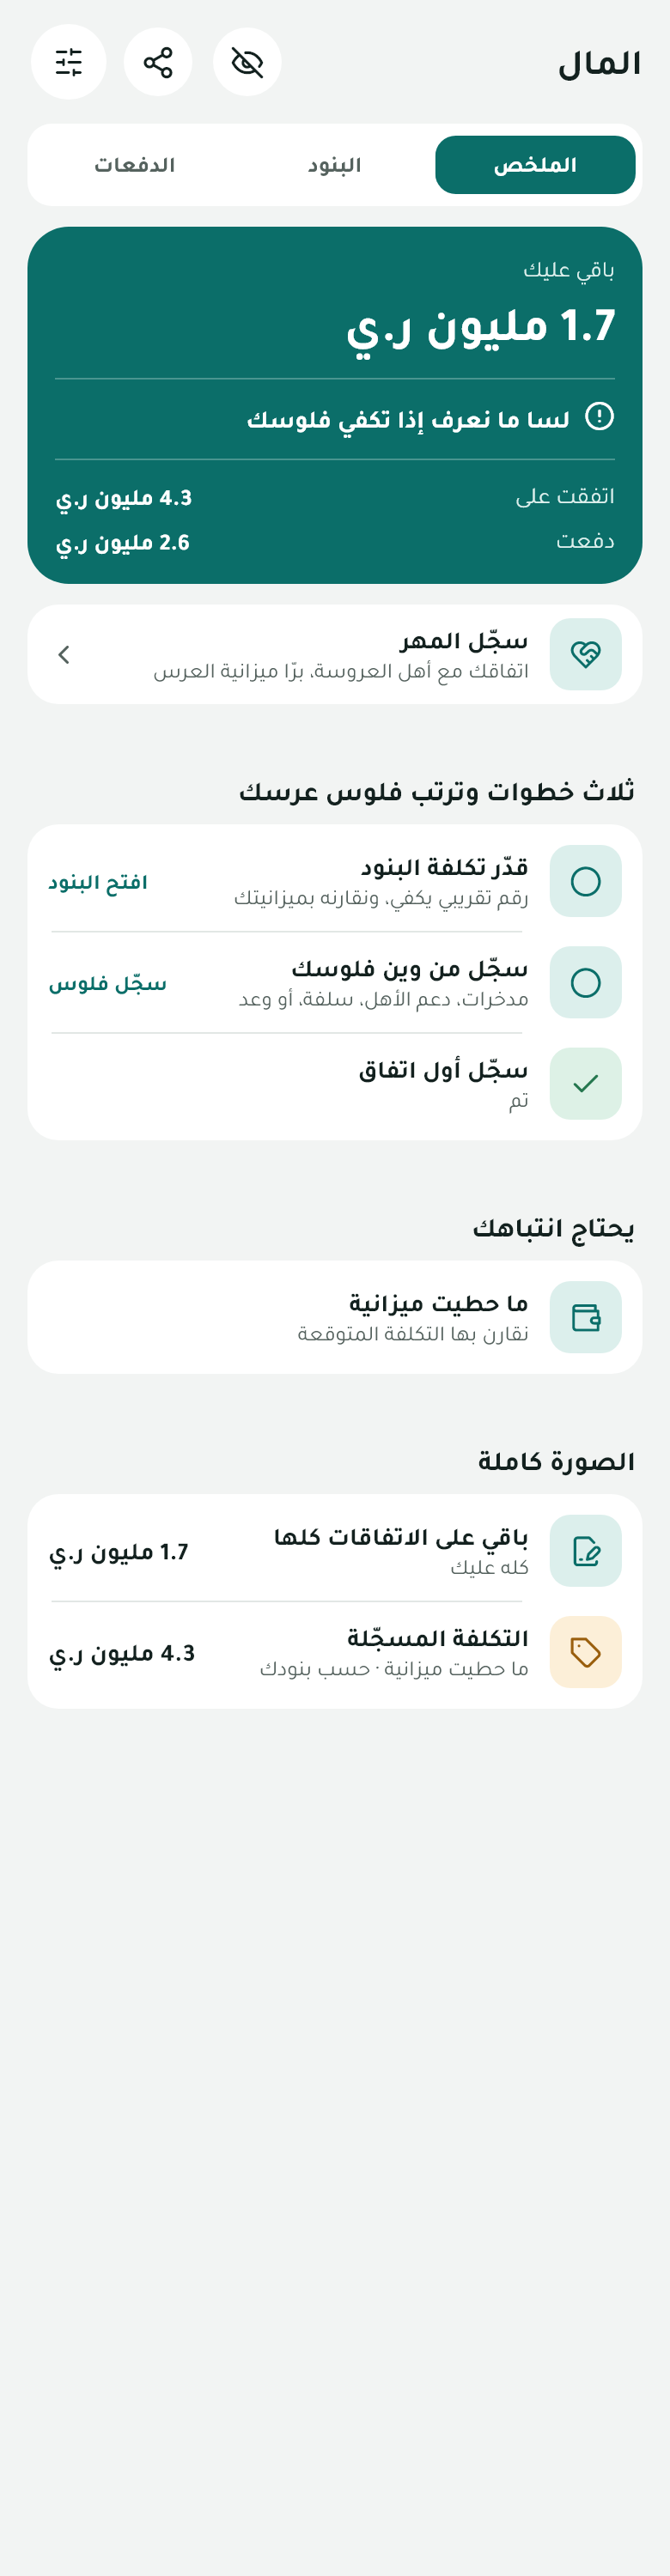 المال
الملخص
البنود
الدفعات
باقي عليك
1.7 مليون ر.ي
لسا ما نعرف إذا تكفي فلوسك
اتفقت على
4.3 مليون ر.ي
دفعت
2.6 مليون ر.ي
سجّل المهر
اتفاقك مع أهل العروسة، برّا ميزانية العرس
ثلاث خطوات وترتب فلوس عرسك
قدّر تكلفة البنود
رقم تقريبي يكفي، ونقارنه بميزانيتك
افتح البنود
سجّل من وين فلوسك
مدخرات، دعم الأهل، سلفة، أو وعد
سجّل فلوس
سجّل أول اتفاق
تم
يحتاج انتباهك
ما حطيت ميزانية
نقارن بها التكلفة المتوقعة
الصورة كاملة
باقي على الاتفاقات كلها
كله عليك
1.7 مليون ر.ي
التكلفة المسجّلة
ما حطيت ميزانية · حسب بنودك
4.3 مليون ر.ي